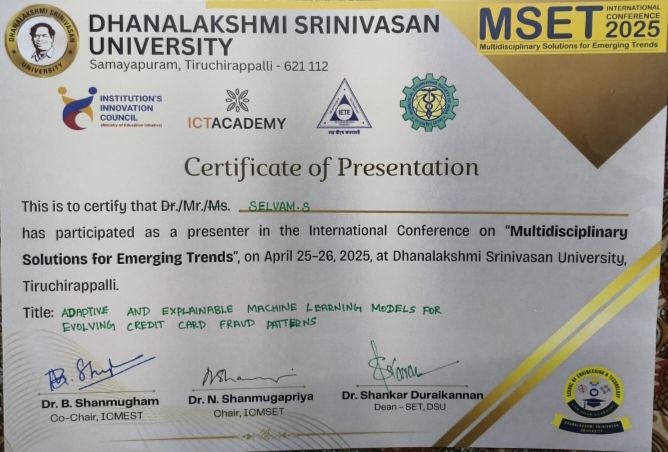 DHANALAKSHMI SRINIVASAN
UNIVERSITY
DHANALAKSHMI SRINIVASAN
UNIVERSITY
Samayapuram, Tiruchirappalli - 621 112
MSET INTERNATIONAL
CONFERENCE
2025
Multidisciplinary Solutions for Emerging Trends
INSTITUTION'S
INNOVATION
COUNCIL
(Ministry of Education Initiative)
ICTACADEMY
IETE
Certificate of Presentation
This is to certify that Dr./Mr./Ms. SELVAM.S
has participated as a presenter in the International Conference on "Multidisciplinary
Solutions for Emerging Trends", on April 25-26, 2025, at Dhanalakshmi Srinivasan University,
Tiruchirappalli.
Title: ADAPTIVE AND EXPLAINABLE MACHINE LEARNING MODELS FOR
EVOLVING CREDIT CARD FRAUD PATTERNS
Dr. B. Shanmugham
Co-Chair, ICMEST
Dr. N. Shanmugapriya
Chair, ICMSET
Dr. Shankar Duraikannan
Dean - SET, DSU
SCHOOL OF ENGINEERING & TECHNOLOGY
DHANALAKSHMI SRINIVASAN
UNIVERSITY